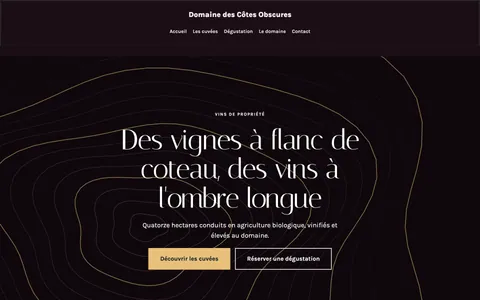 Domaine des Côtes Obscures
Accueil Les cuvées Dégustation Le domaine Contact
VINS DE PROPRIÉTÉ
Des vignes à flanc de
coteau, des vins à
l'ombre longue
Quatorze hectares conduits en agriculture biologique, vinifiés et
élevés au domaine.
Découvrir les cuvées Réserver une dégustation